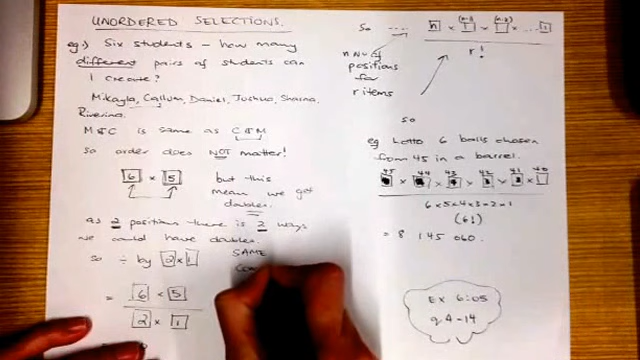 UNORDERED SELECTIONS.
eg.) Six students - how many
different pairs of students can
I create?
Mikayla, Callum, Daniel, Joshua, Sharna,
Riverina.
M & C is same as C & M
so order does NOT matter!
6 × 5 but this
mean we get
doubles.
as 2 positions there is 2 ways
we could have doubles.
so ÷ by 2 × 1 SAME
= 6 × 5
2 × 1
so ....
n × (n-1) × (n-2) × ... 1
r!
positions
for
r items
so
eg Lotto 6 balls chosen
from 45 in a barrel.
45 44 43 42 41 40
6 × 5 × 4 × 3 × 2 × 1
(6!)
= 8 145 060.
Ex 6:05
q 4-14